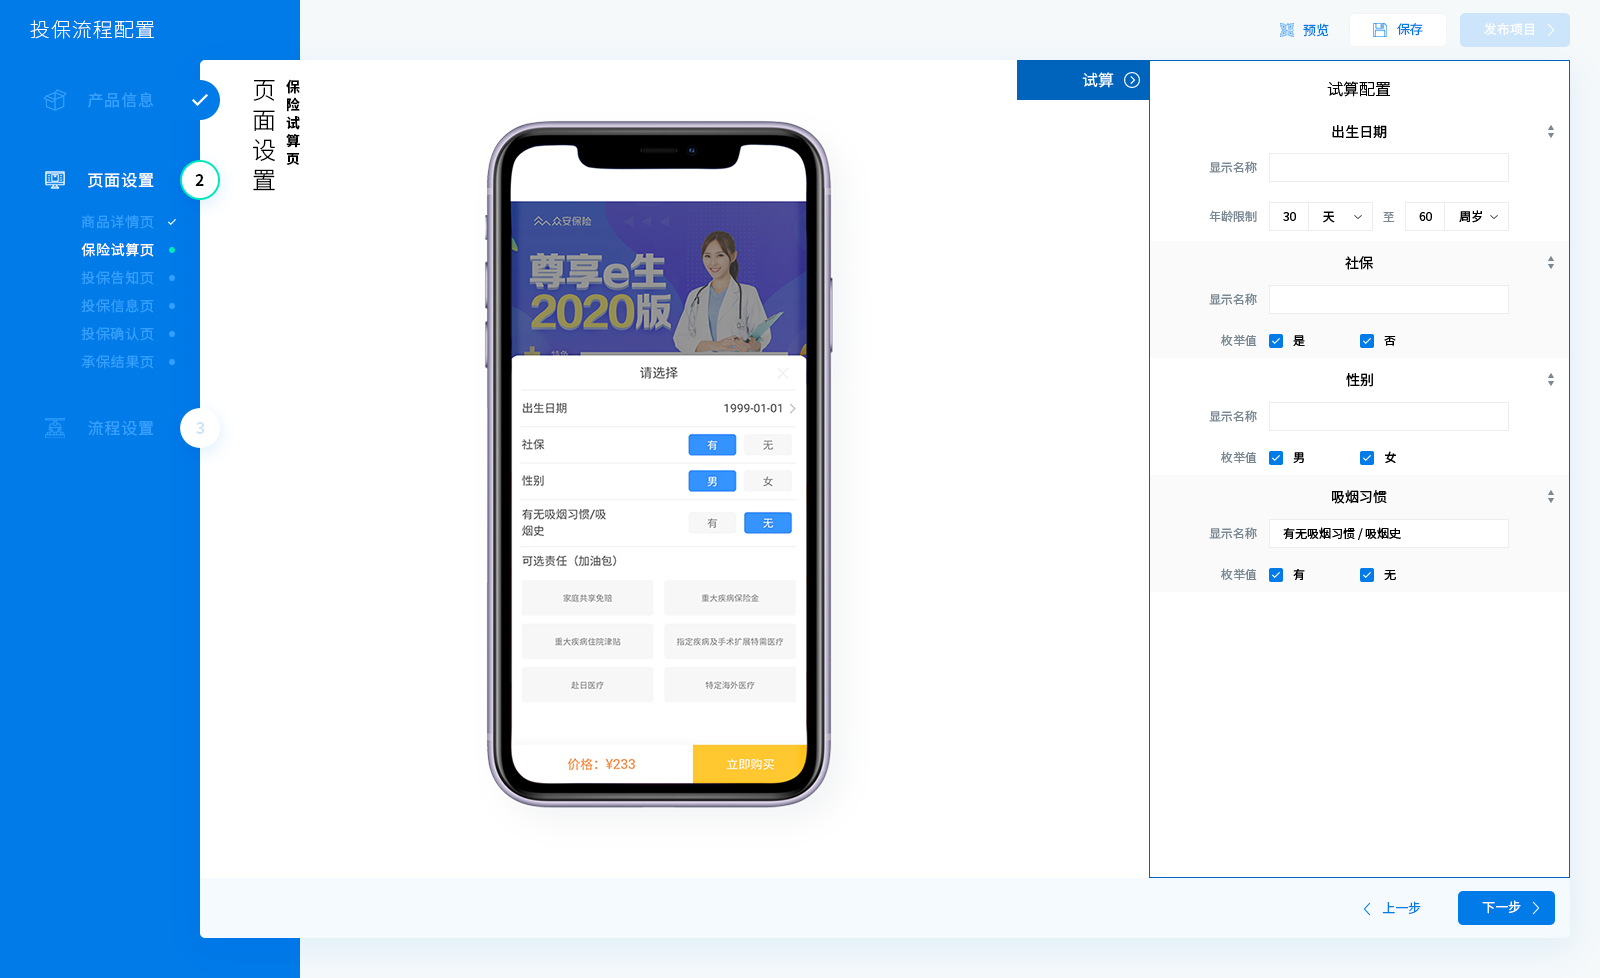 投保流程配置
预览
保存
发布项目
产品信息
页面设置
2
商品详情页
保险试算页
投保告知页
投保信息页
投保确认页
承保结果页
流程设置
3
页面设置
保险试算页
众安保险
尊享e生
2020版
特色
请选择
出生日期
1999-01-01
社保
有
无
性别
男
女
有无吸烟习惯/吸
烟史
有
无
可选责任（加油包）
家庭共享免赔
重大疾病保险金
重大疾病住院津贴
指定疾病及手术扩展特需医疗
赴日医疗
特定海外医疗
价格：¥233
立即购买
试算
试算配置
出生日期
显示名称
年龄限制
30
天
至
60
周岁
社保
显示名称
枚举值
是
否
性别
显示名称
枚举值
男
女
吸烟习惯
显示名称
有无吸烟习惯 / 吸烟史
枚举值
有
无
上一步
下一步